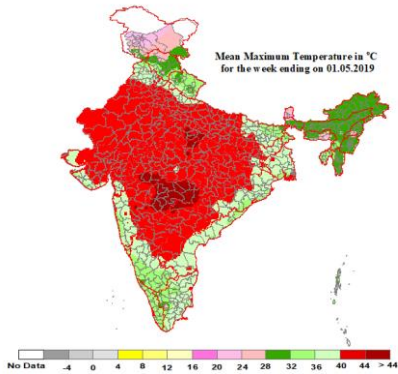 Mean Maximum Temperature in °C
for the week ending on 01.05.2019
No Data -4 0 4 8 12 16 20 24 28 32 36 40 44 > 44